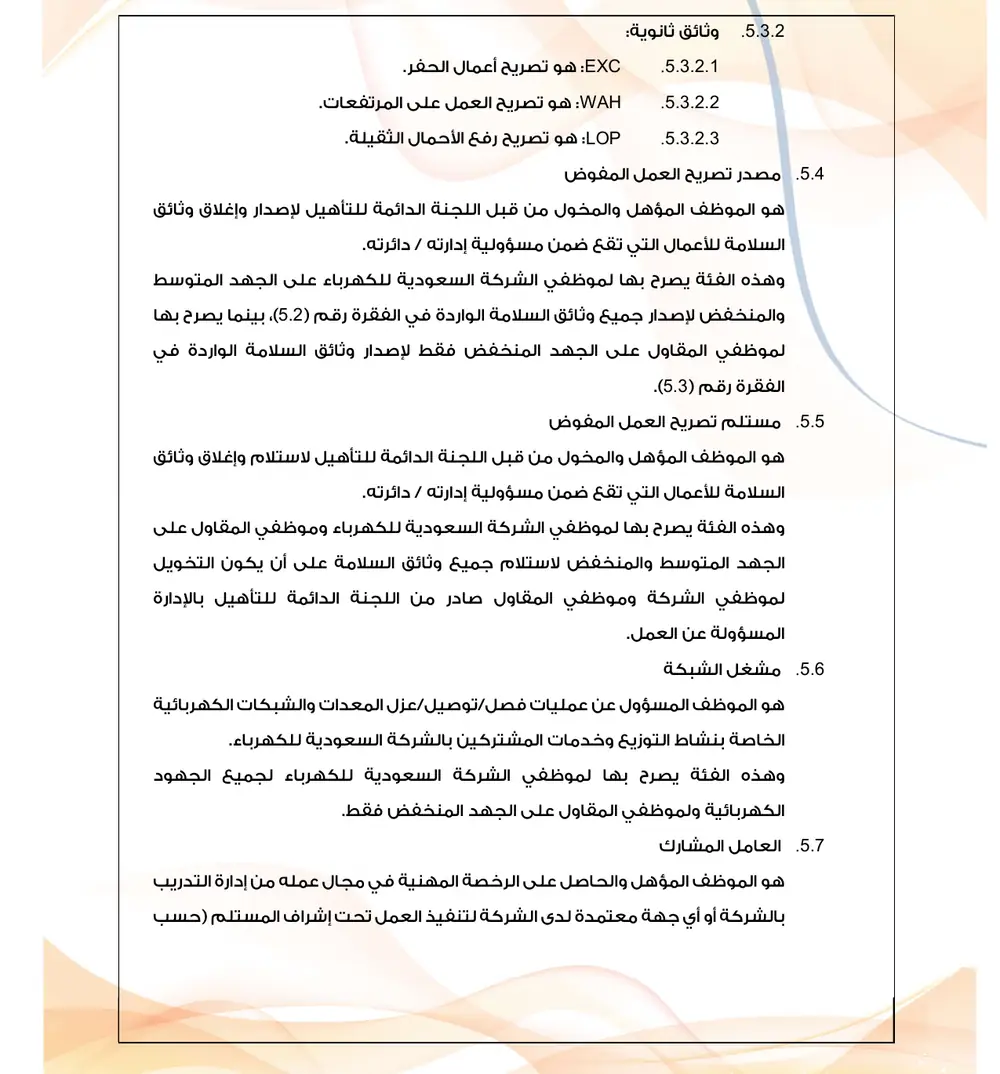 5.3.2. وثائق ثانوية:
5.3.2.1. EXC: هو تصريح أعمال الحفر.
5.3.2.2. WAH: هو تصريح العمل على المرتفعات.
5.3.2.3. LOP: هو تصريح رفع الأحمال الثقيلة.
5.4. مصدر تصريح العمل المفوض
هو الموظف المؤهل والمخول من قبل اللجنة الدائمة للتأهيل لإصدار وإغلاق وثائق
السلامة للأعمال التي تقع ضمن مسؤولية إدارته / دائرته.
وهذه الفئة يصرح بها لموظفي الشركة السعودية للكهرباء على الجهد المتوسط
والمنخفض لإصدار جميع وثائق السلامة الواردة في الفقرة رقم (5.2)، بينما يصرح بها
لموظفي المقاول على الجهد المنخفض فقط لإصدار وثائق السلامة الواردة في
الفقرة رقم (5.3).
5.5. مستلم تصريح العمل المفوض
هو الموظف المؤهل والمخول من قبل اللجنة الدائمة للتأهيل لاستلام وإغلاق وثائق
السلامة للأعمال التي تقع ضمن مسؤولية إدارته / دائرته.
وهذه الفئة يصرح بها لموظفي الشركة السعودية للكهرباء وموظفي المقاول على
الجهد المتوسط والمنخفض لاستلام جميع وثائق السلامة على أن يكون التخويل
لموظفي الشركة وموظفي المقاول صادر من اللجنة الدائمة للتأهيل بالإدارة
المسؤولة عن العمل.
5.6. مشغل الشبكة
هو الموظف المسؤول عن عمليات فصل/توصيل/عزل المعدات والشبكات الكهربائية
الخاصة بنشاط التوزيع وخدمات المشتركين بالشركة السعودية للكهرباء.
وهذه الفئة يصرح بها لموظفي الشركة السعودية للكهرباء لجميع الجهود
الكهربائية ولموظفي المقاول على الجهد المنخفض فقط.
5.7. العامل المشارك
هو الموظف المؤهل والحاصل على الرخصة المهنية في مجال عمله من إدارة التدريب
بالشركة أو أي جهة معتمدة لدى الشركة لتنفيذ العمل تحت إشراف المستلم (حسب